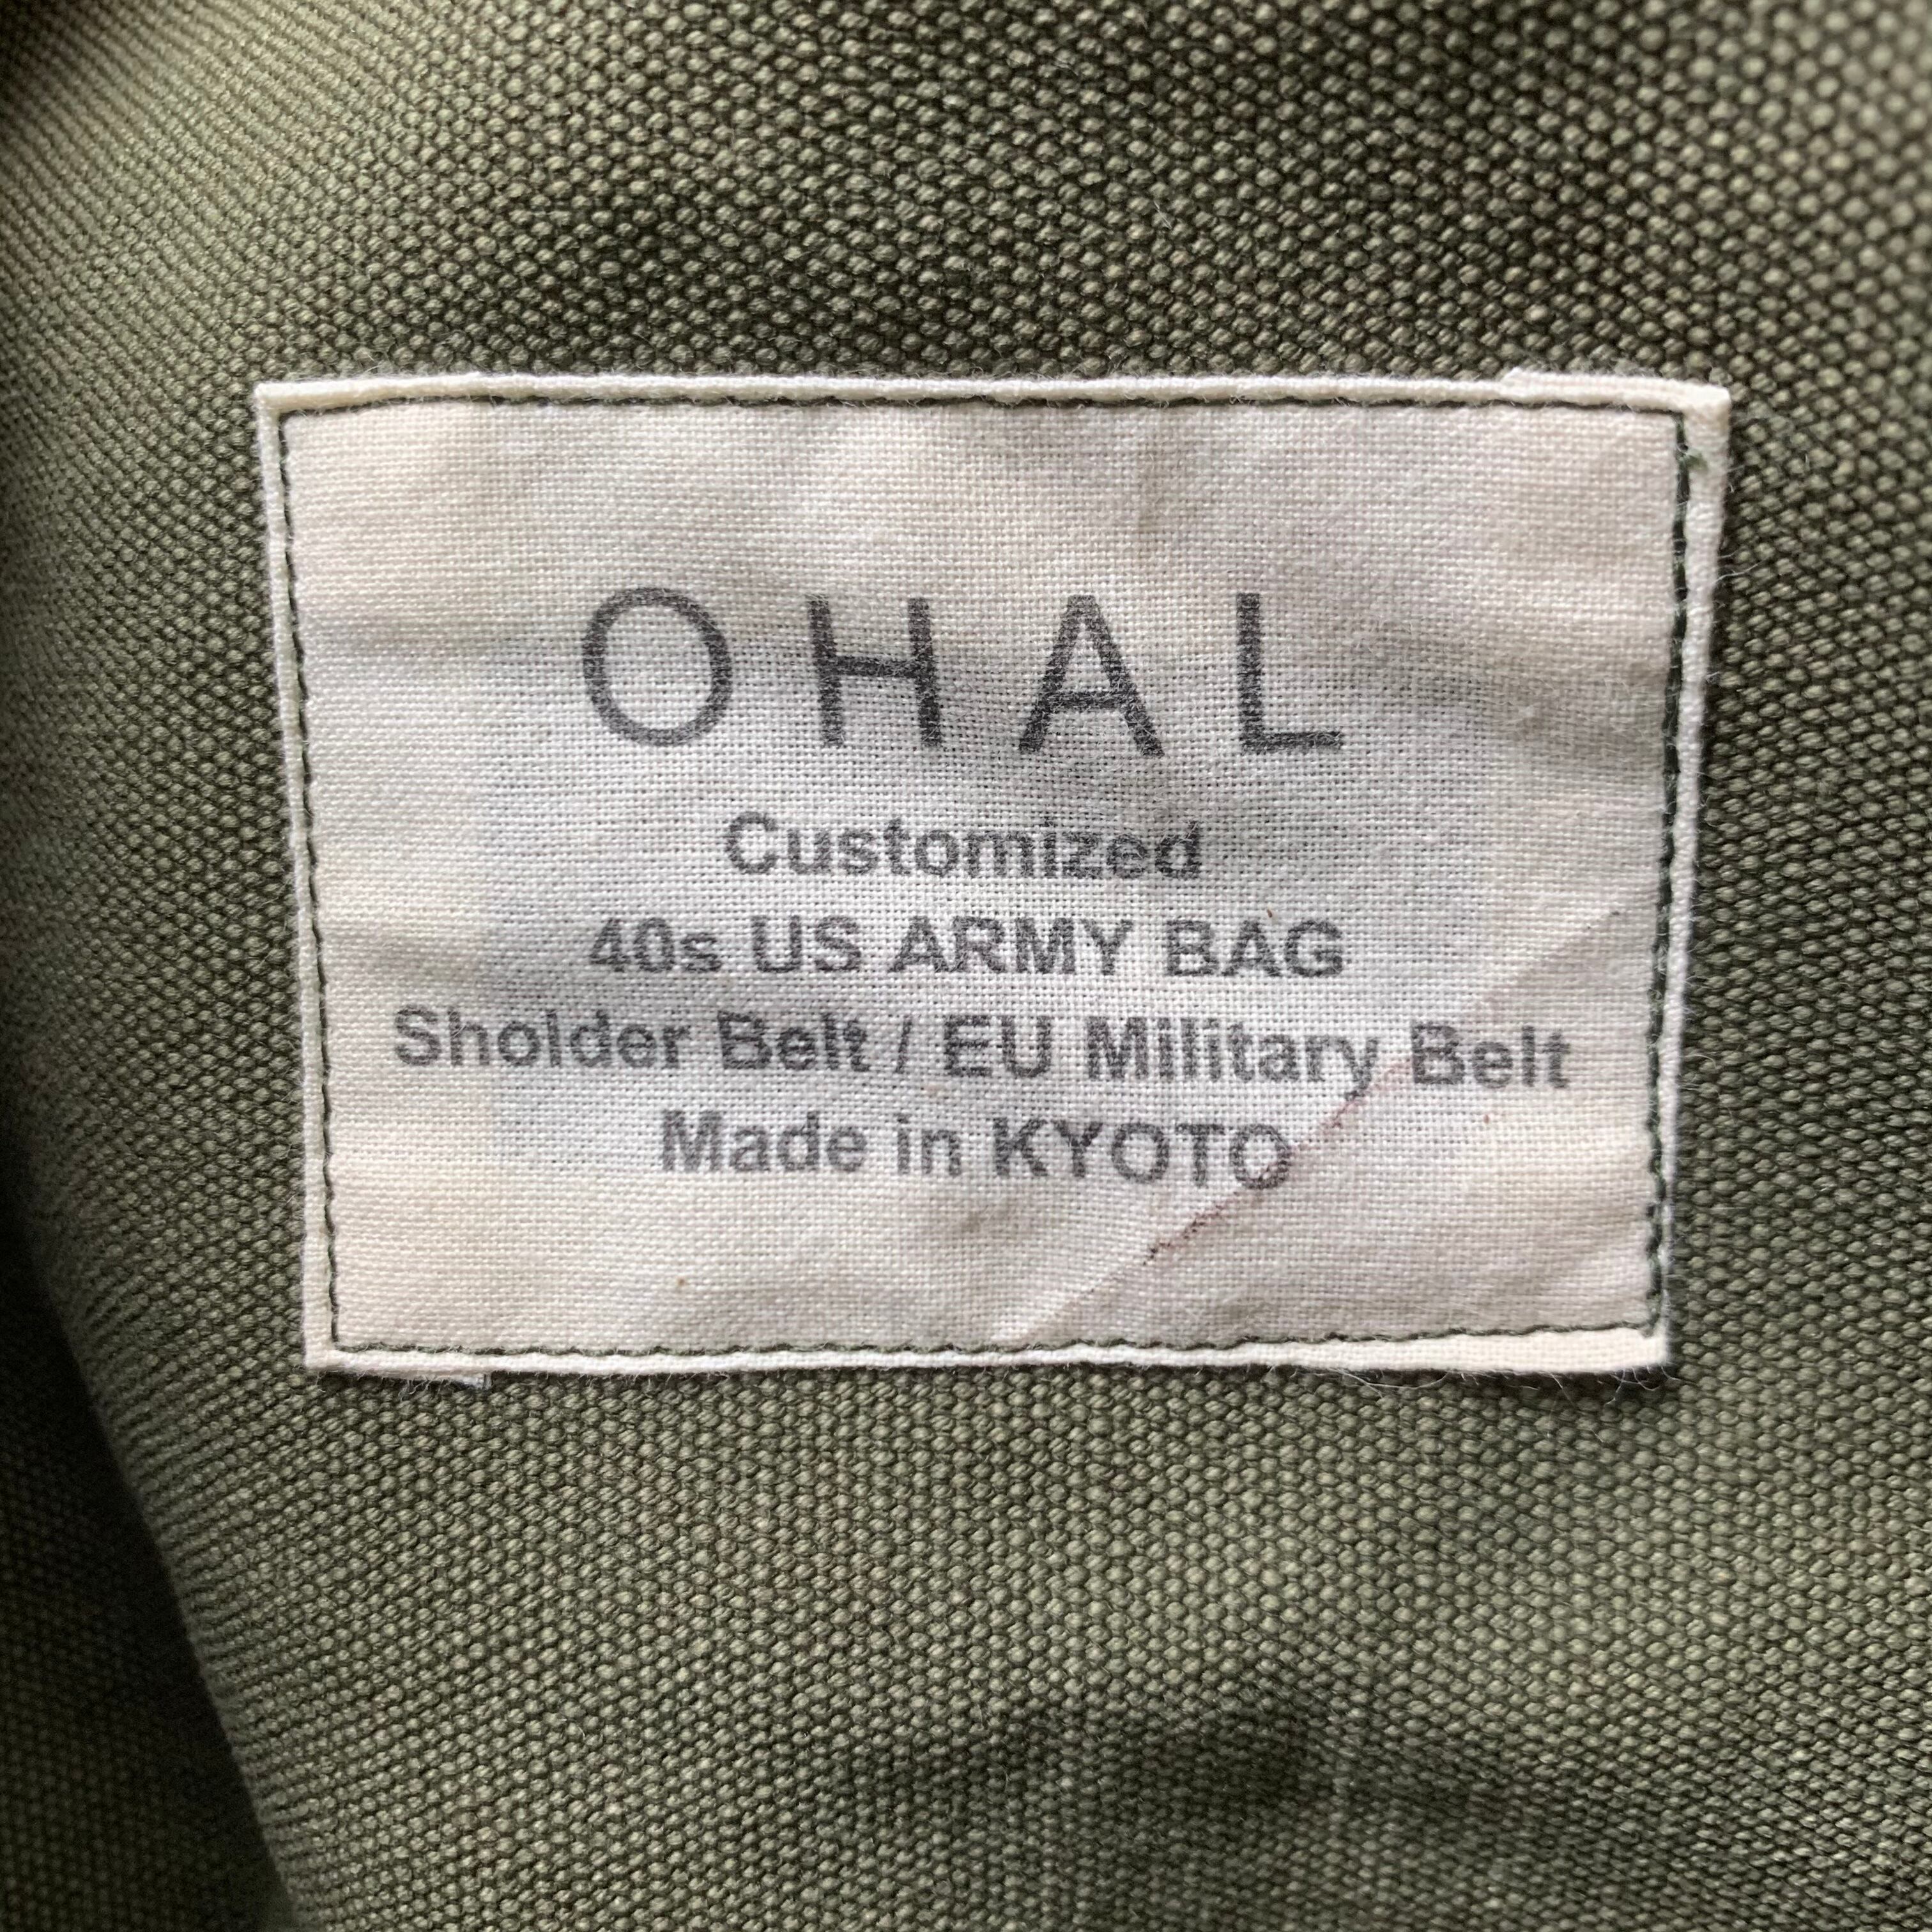 OHAL
Customized
40s US ARMY BAG
Sholder Belt / EU Military Belt
Made in KYOTO